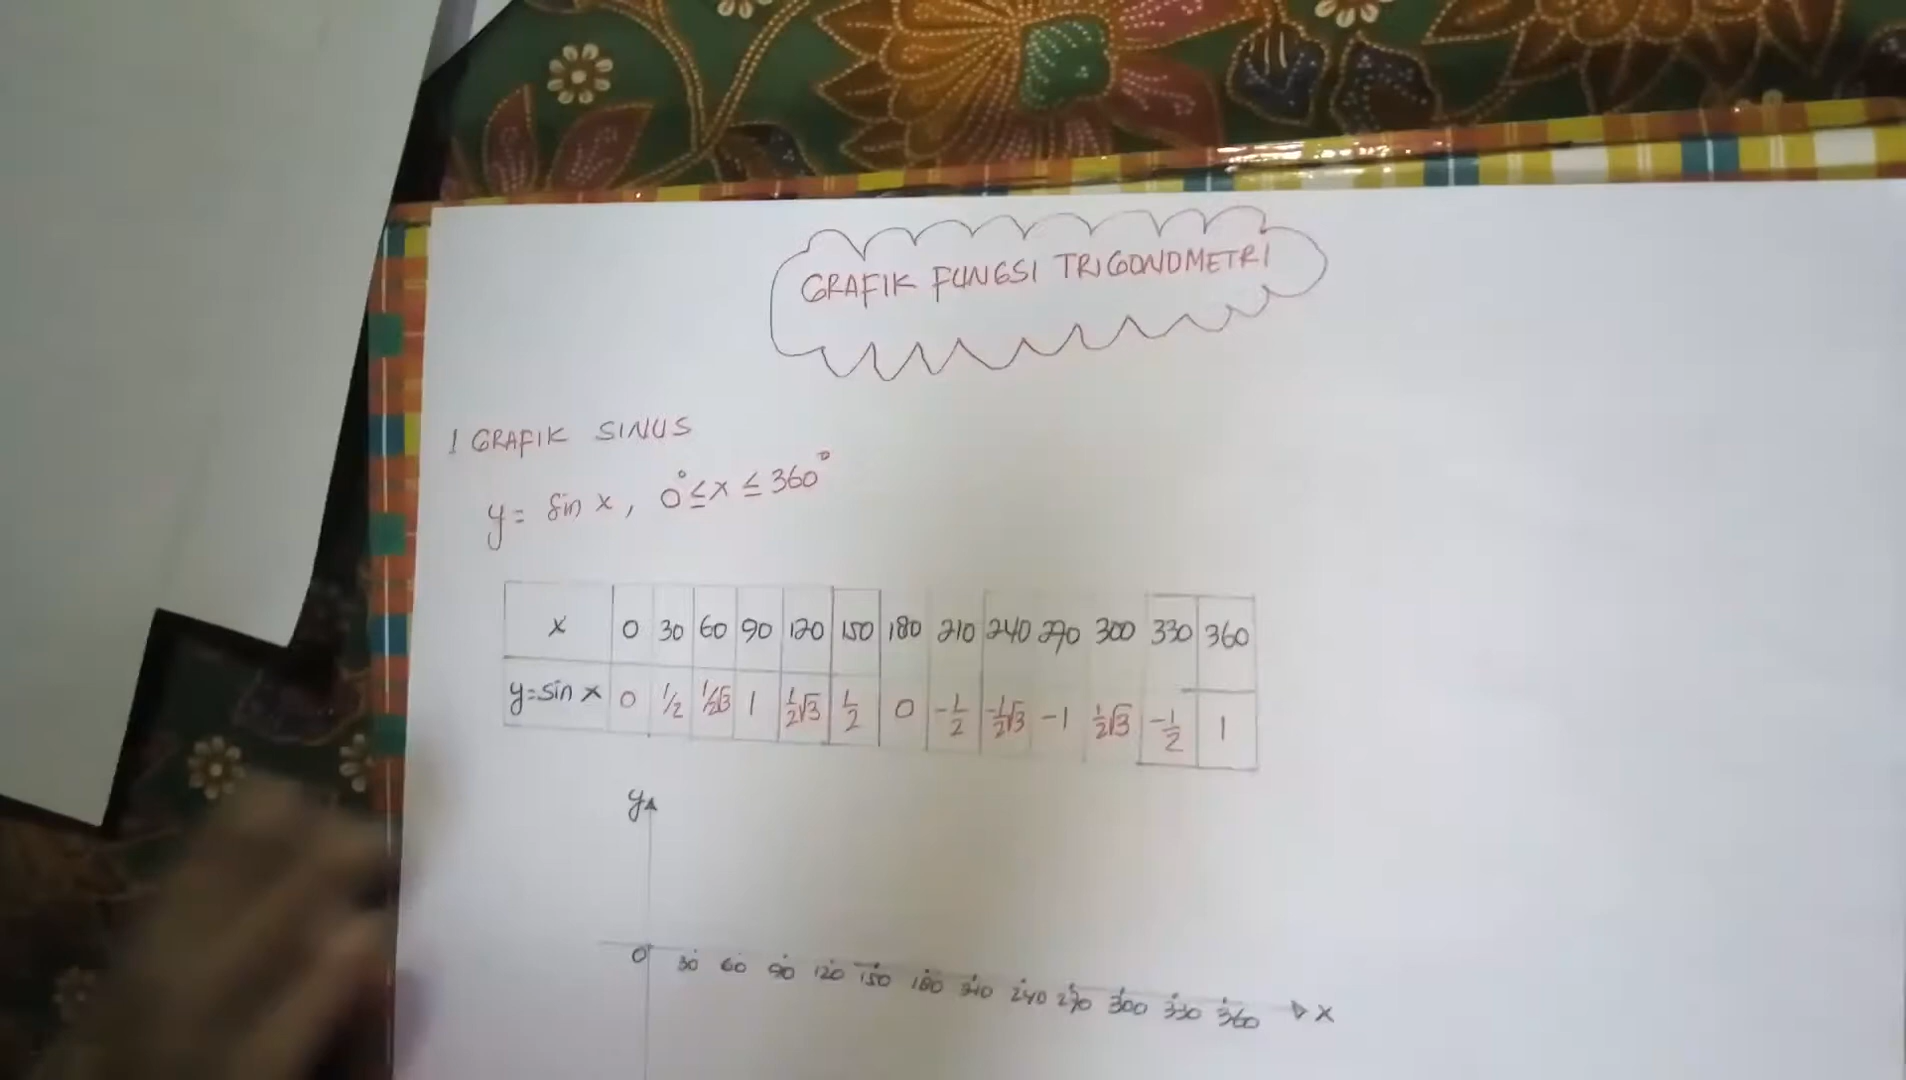 GRAFIK FUNGSI TRIGONOMETRI
1 GRAFIK SINUS
y = sin x, 0° ≤ x ≤ 360°
x 0 30 60 90 120 150 180 210 240 270 300 330 360
y=sin x 0 1/2 1/2√3 1 1/2√3 1/2 0 -1/2 -1/2√3 -1 1/2√3 -1/2 1
y
0 30 60 90 120 150 180 210 240 270 300 330 360 x